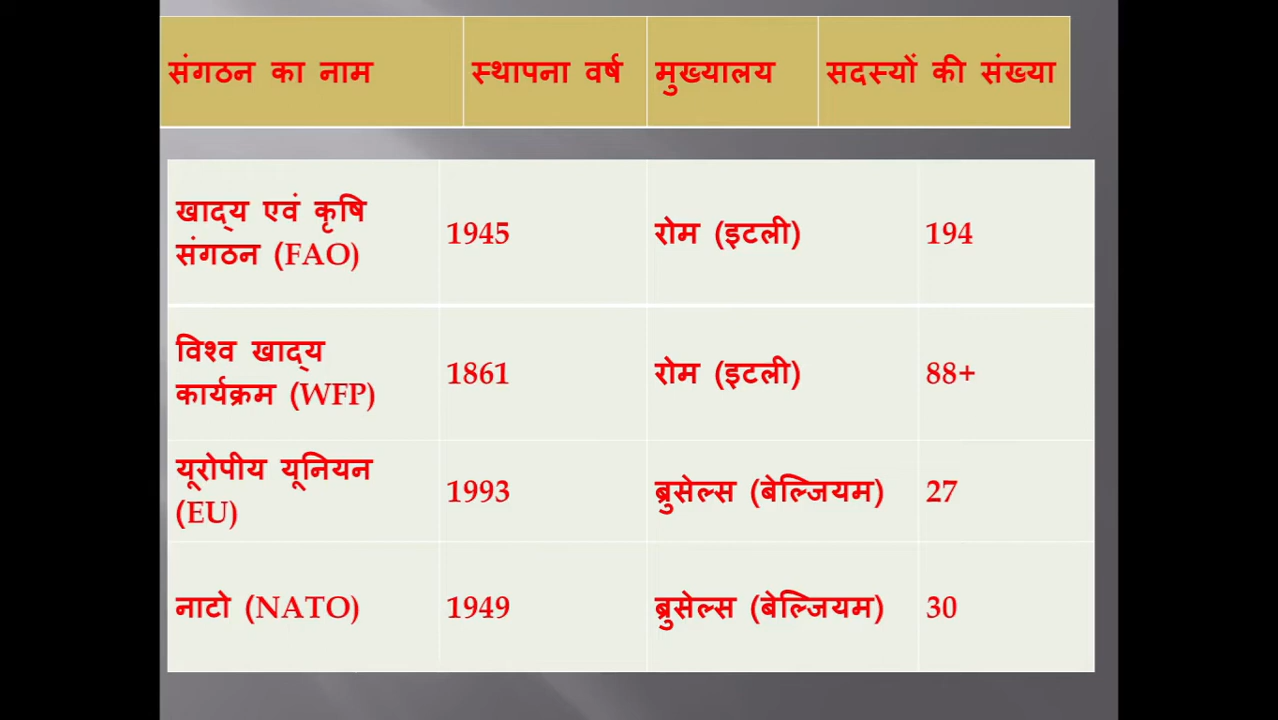 संगठन का नाम स्थापना वर्ष मुख्यालय सदस्यों की संख्या
खाद्य एवं कृषि
संगठन (FAO) 1945 रोम (इटली) 194
विश्व खाद्य
कार्यक्रम (WFP) 1861 रोम (इटली) 88+
यूरोपीय यूनियन
(EU) 1993 ब्रुसेल्स (बेल्जियम) 27
नाटो (NATO) 1949 ब्रुसेल्स (बेल्जियम) 30